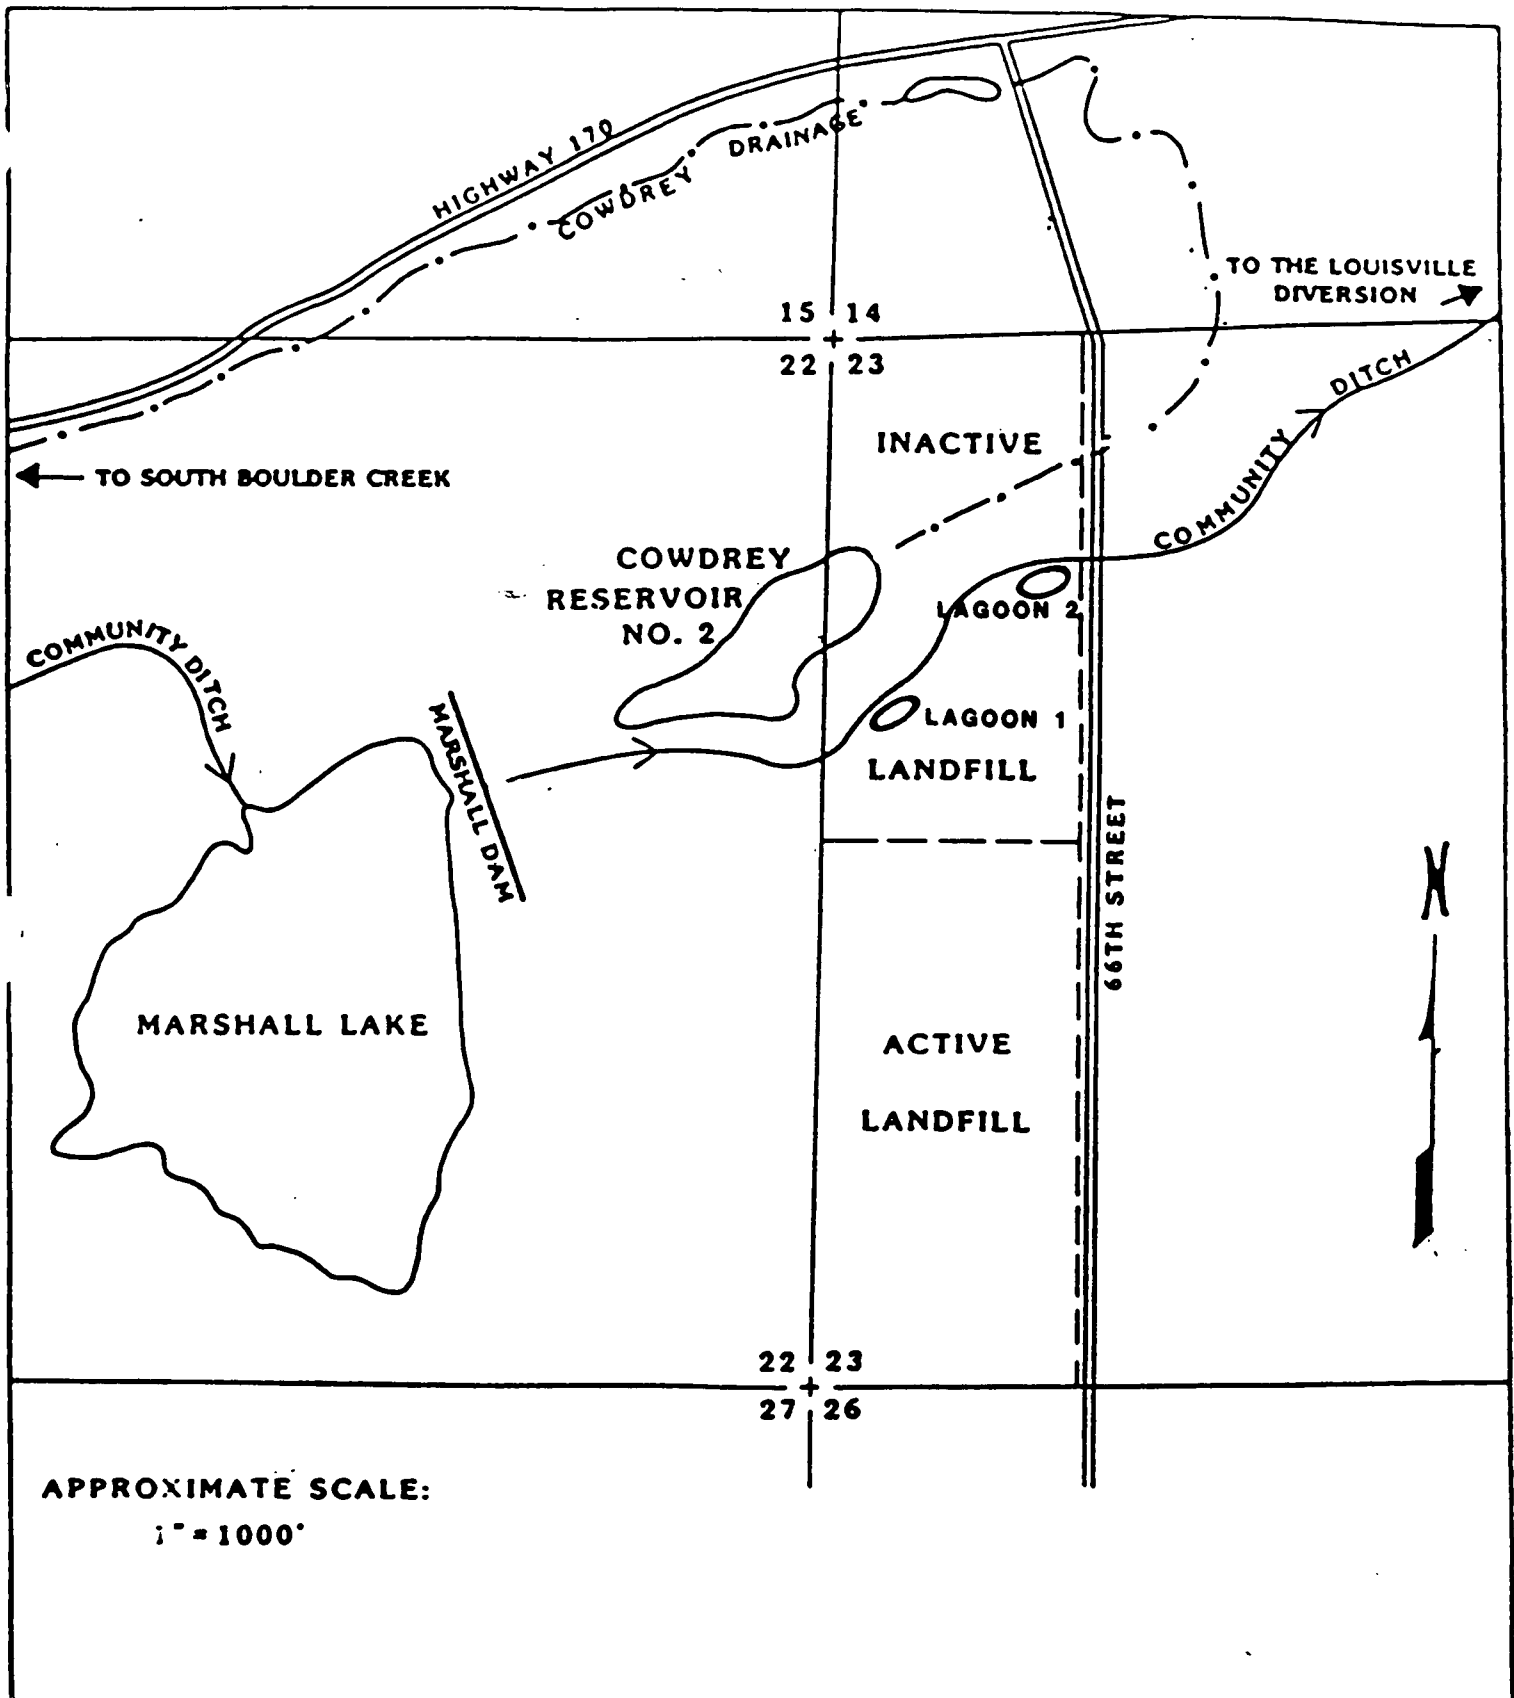 HIGHWAY 170
COWDREY DRAINAGE
TO THE LOUISVILLE
DIVERSION
15 14
22 23
COMMUNITY DITCH
INACTIVE
TO SOUTH BOULDER CREEK
COWDREY
RESERVOIR
NO. 2
LAGOON 2
COMMUNITY DITCH
MARSHALL DAM
LAGOON 1
LANDFILL
66TH STREET
N
MARSHALL LAKE
ACTIVE
LANDFILL
22 23
27 26
APPROXIMATE SCALE:
1"=1000'